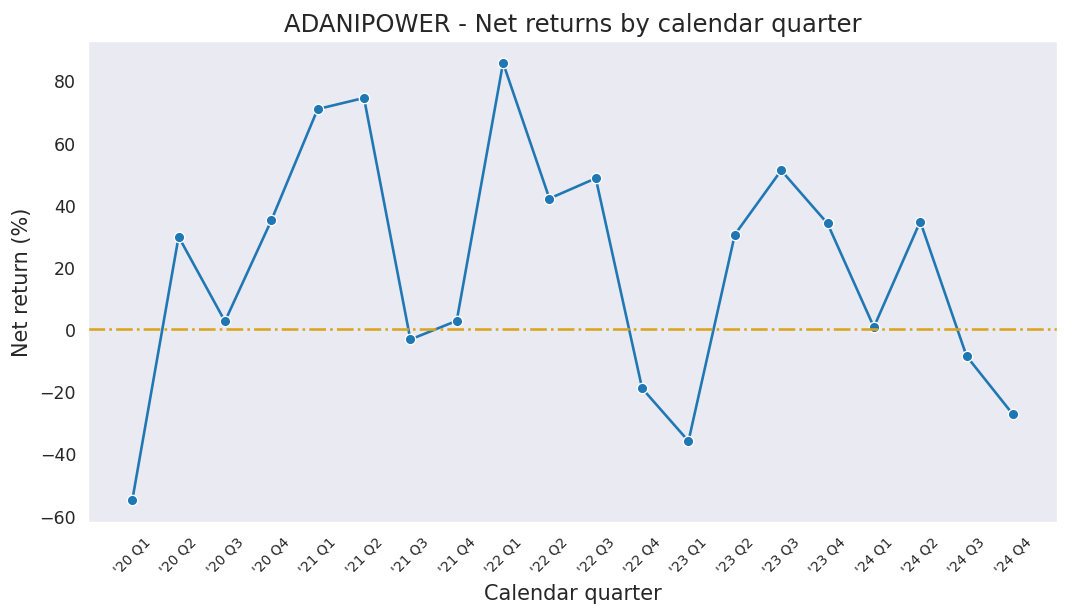 ADANIPOWER - Net returns by calendar quarter
Net return (%)
80
60
40
20
0
−20
−40
−60
'20 Q1
'20 Q2
'20 Q3
'20 Q4
'21 Q1
'21 Q2
'21 Q3
'21 Q4
'22 Q1
'22 Q2
'22 Q3
'22 Q4
'23 Q1
'23 Q2
'23 Q3
'23 Q4
'24 Q1
'24 Q2
'24 Q3
'24 Q4
Calendar quarter